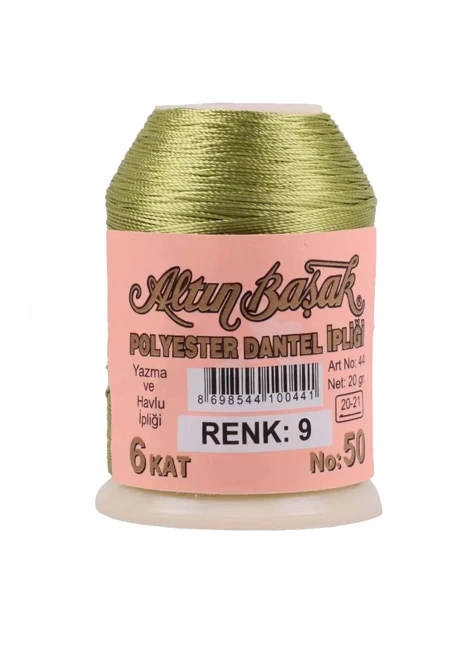 Altın Başak
POLYESTER DANTEL İPLİĞİ
Yazma
ve
Havlu
İpliği
8 698544 100441
Art No: 44
Net: 20 gr.
20-21
RENK: 9
6 KAT
No: 50